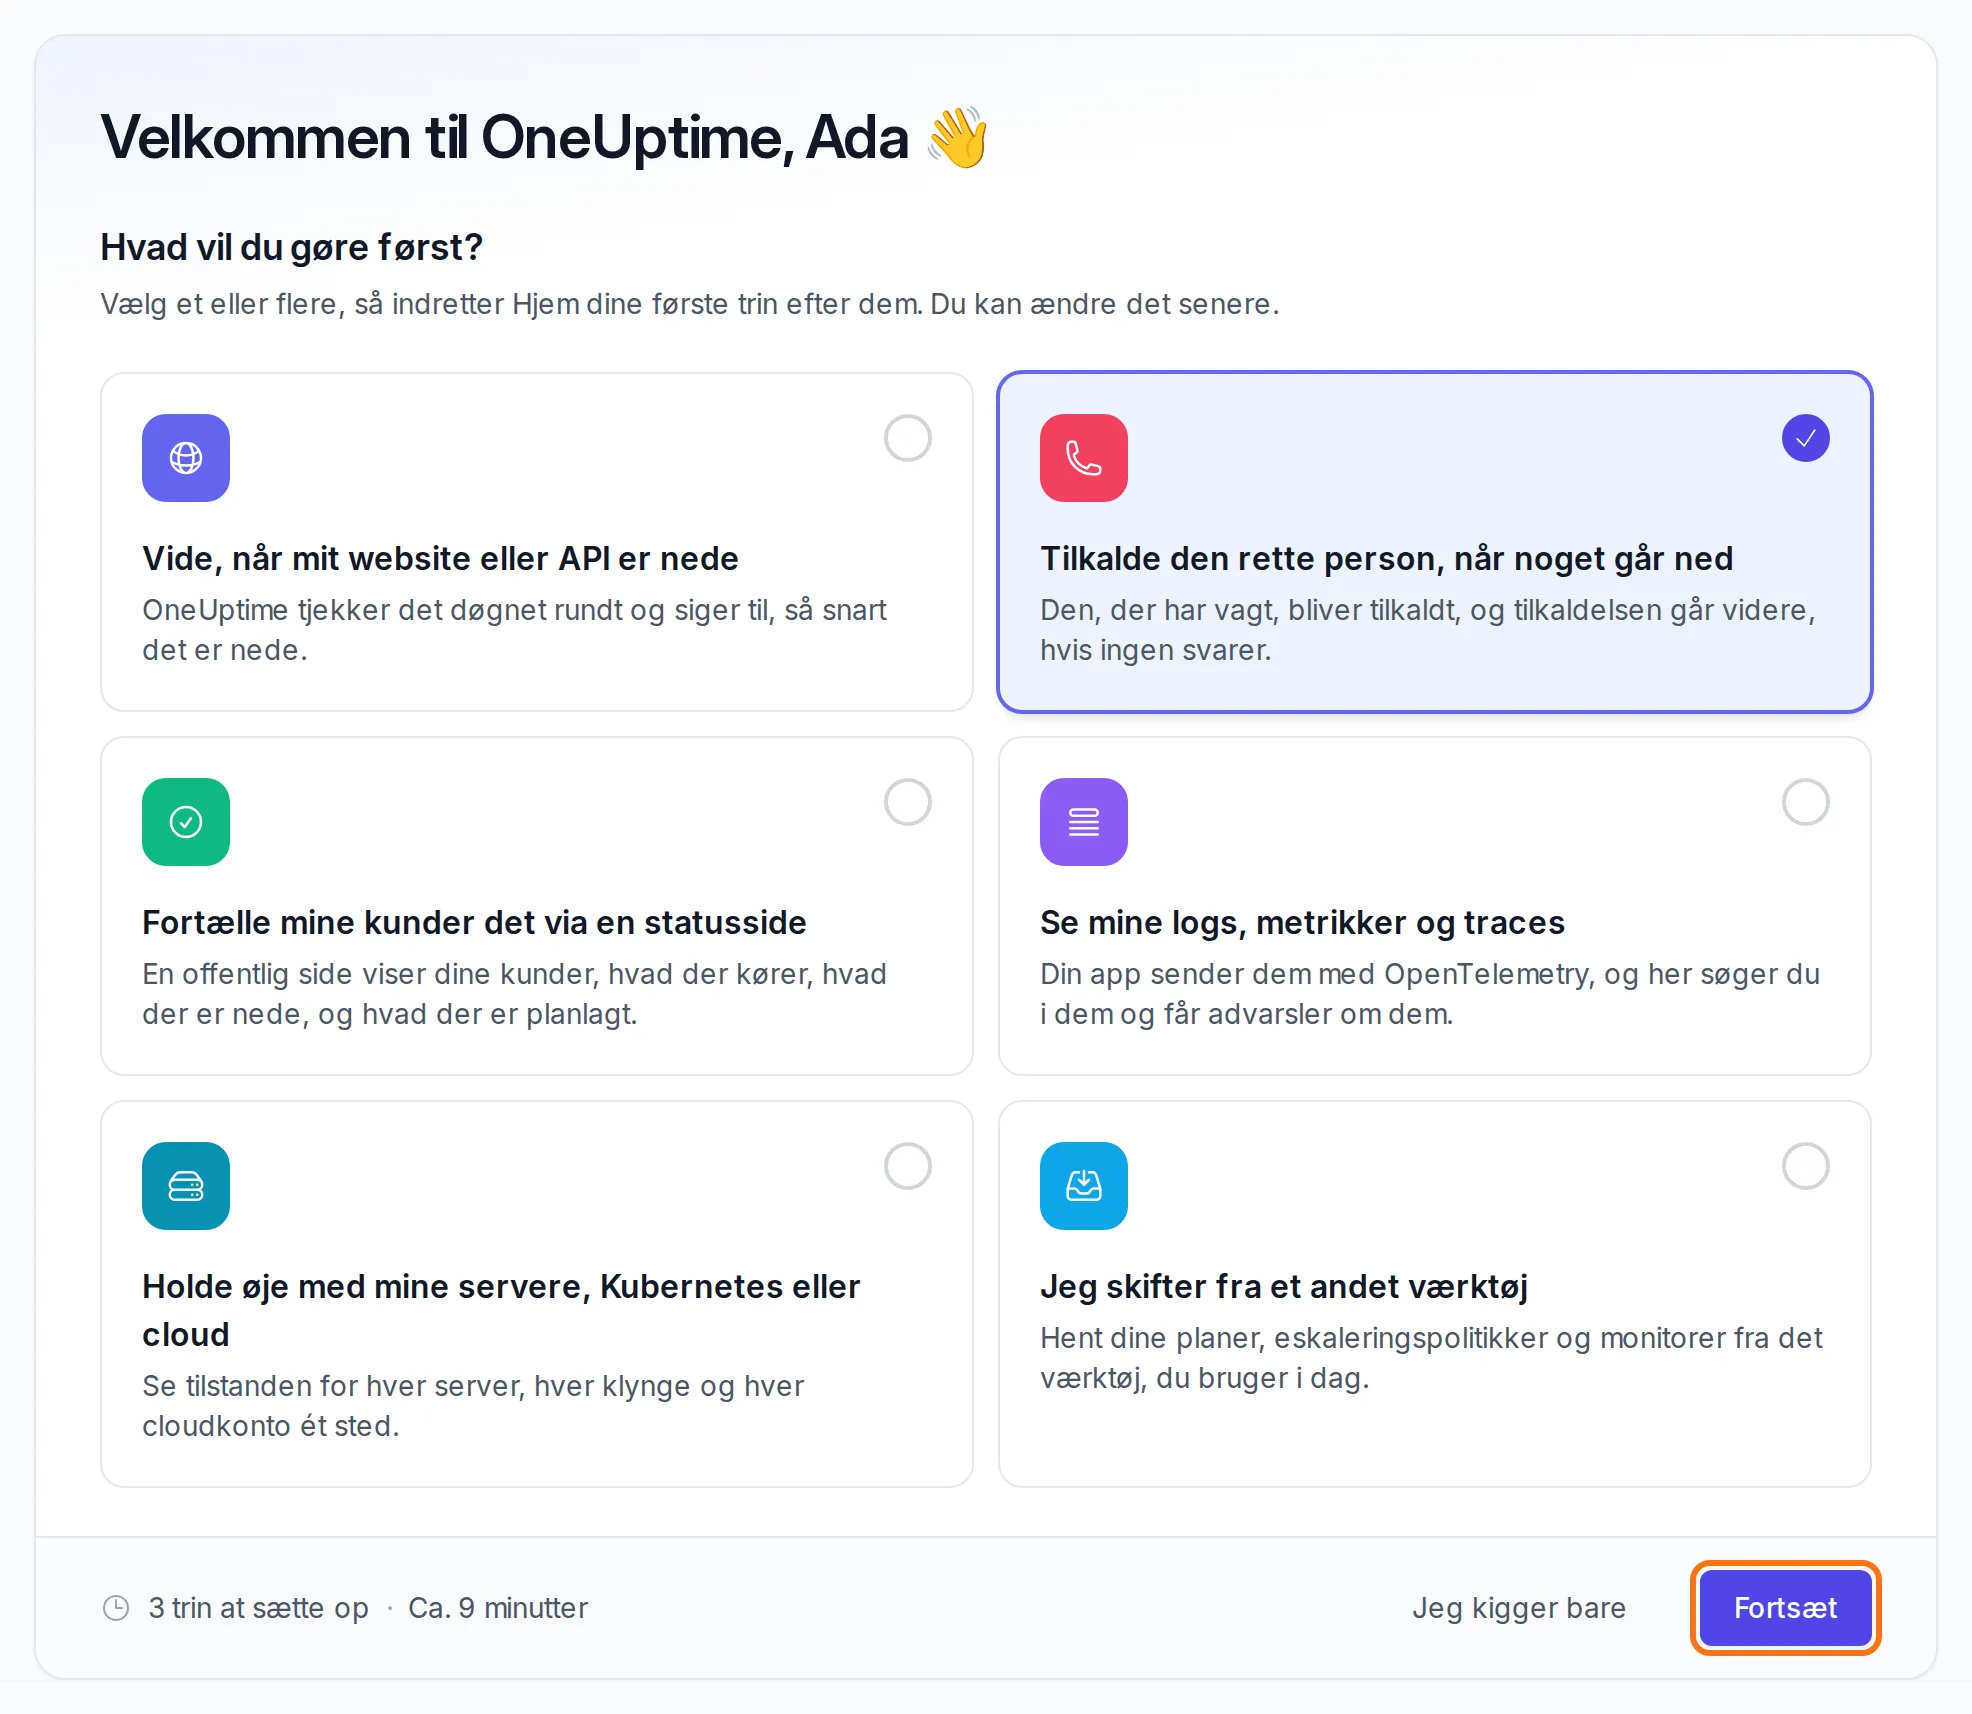 Velkommen til OneUptime, Ada 👋
Hvad vil du gøre først?
Vælg et eller flere, så indretter Hjem dine første trin efter dem. Du kan ændre det senere.
Vide, når mit website eller API er nede
OneUptime tjekker det døgnet rundt og siger til, så snart
det er nede.
Tilkalde den rette person, når noget går ned
Den, der har vagt, bliver tilkaldt, og tilkaldelsen går videre,
hvis ingen svarer.
Fortælle mine kunder det via en statusside
En offentlig side viser dine kunder, hvad der kører, hvad
der er nede, og hvad der er planlagt.
Se mine logs, metrikker og traces
Din app sender dem med OpenTelemetry, og her søger du
i dem og får advarsler om dem.
Holde øje med mine servere, Kubernetes eller
cloud
Se tilstanden for hver server, hver klynge og hver
cloudkonto ét sted.
Jeg skifter fra et andet værktøj
Hent dine planer, eskaleringspolitikker og monitorer fra det
værktøj, du bruger i dag.
3 trin at sætte op · Ca. 9 minutter
Jeg kigger bare
Fortsæt